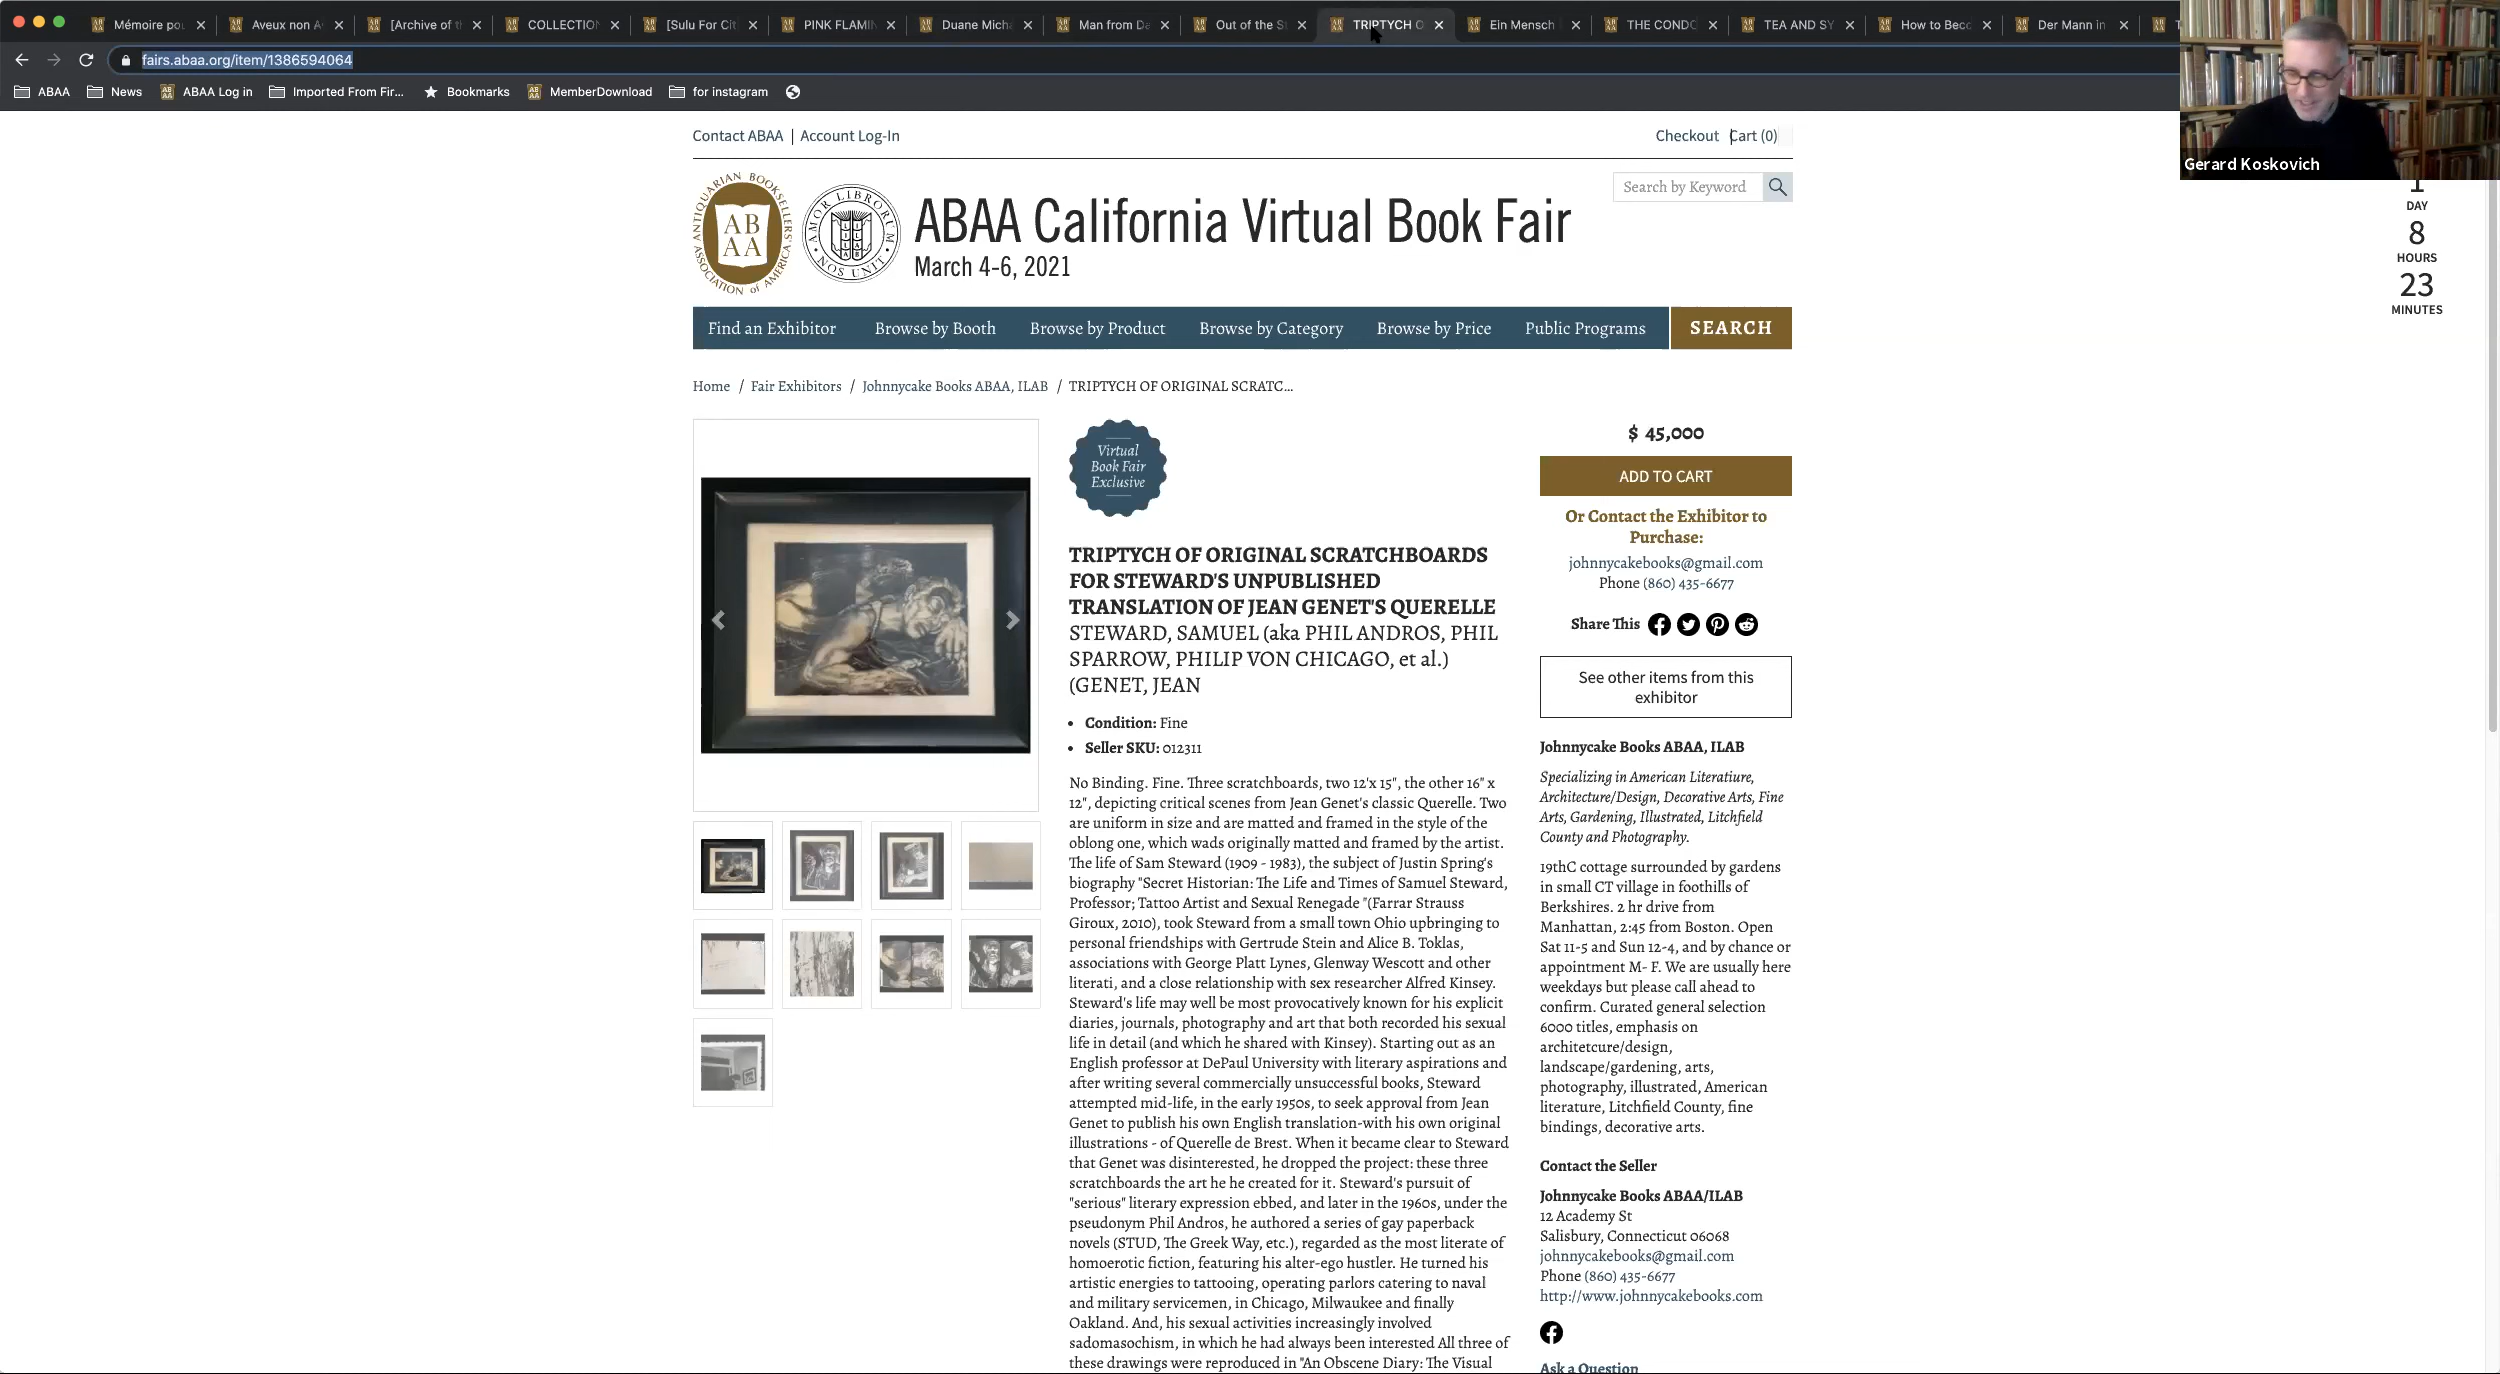 Mémoire pou
Aveux non A
[Archive of t
COLLECTION
[Sulu For Cit
PINK FLAMIN
Duane Micha
Man from Da
Out of the S
TRIPTYCH O
Ein Mensch
THE CONDO
TEA AND SY
How to Beco
Der Mann in
fairs.abaa.org/item/1386594064
ABAA
News
ABAA Log in
Imported From Fir...
Bookmarks
MemberDownload
for instagram
Gerard Koskovich
1
DAY
8
HOURS
23
MINUTES
Contact ABAA | Account Log-In
Checkout
Cart (0)
ANTIQUARIAN BOOKSELLERS' ASSOCIATION of AMERICA
AB
AA
AMOR LIBRORUM NOS UNIT
ABAA California Virtual Book Fair
March 4-6, 2021
Search by Keyword
Find an Exhibitor
Browse by Booth
Browse by Product
Browse by Category
Browse by Price
Public Programs
SEARCH
Home / Fair Exhibitors / Johnnycake Books ABAA, ILAB / TRIPTYCH OF ORIGINAL SCRATC...
Virtual
Book Fair
Exclusive
TRIPTYCH OF ORIGINAL SCRATCHBOARDS
FOR STEWARD'S UNPUBLISHED
TRANSLATION OF JEAN GENET'S QUERELLE
STEWARD, SAMUEL (aka PHIL ANDROS, PHIL
SPARROW, PHILIP VON CHICAGO, et al.)
(GENET, JEAN
• Condition: Fine
• Seller SKU: 012311
No Binding. Fine. Three scratchboards, two 12'x 15", the other 16" x
12", depicting critical scenes from Jean Genet's classic Querelle. Two
are uniform in size and are matted and framed in the style of the
oblong one, which wads originally matted and framed by the artist.
The life of Sam Steward (1909 - 1983), the subject of Justin Spring's
biography "Secret Historian: The Life and Times of Samuel Steward,
Professor; Tattoo Artist and Sexual Renegade "(Farrar Strauss
Giroux, 2010), took Steward from a small town Ohio upbringing to
personal friendships with Gertrude Stein and Alice B. Toklas,
associations with George Platt Lynes, Glenway Wescott and other
literati, and a close relationship with sex researcher Alfred Kinsey.
Steward's life may well be most provocatively known for his explicit
diaries, journals, photography and art that both recorded his sexual
life in detail (and which he shared with Kinsey). Starting out as an
English professor at DePaul University with literary aspirations and
after writing several commercially unsuccessful books, Steward
attempted mid-life, in the early 1950s, to seek approval from Jean
Genet to publish his own English translation-with his own original
illustrations - of Querelle de Brest. When it became clear to Steward
that Genet was disinterested, he dropped the project: these three
scratchboards the art he he created for it. Steward's pursuit of
"serious" literary expression ebbed, and later in the 1960s, under the
pseudonym Phil Andros, he authored a series of gay paperback
novels (STUD, The Greek Way, etc.), regarded as the most literate of
homoerotic fiction, featuring his alter-ego hustler. He turned his
artistic energies to tattooing, operating parlors catering to naval
and military servicemen, in Chicago, Milwaukee and finally
Oakland. And, his sexual activities increasingly involved
sadomasochism, in which he had always been interested All three of
these drawings were reproduced in "An Obscene Diary: The Visual
$ 45,000
ADD TO CART
Or Contact the Exhibitor to
Purchase:
johnnycakebooks@gmail.com
Phone (860) 435-6677
Share This
See other items from this
exhibitor
Johnnycake Books ABAA, ILAB
Specializing in American Literatiure,
Architecture/Design, Decorative Arts, Fine
Arts, Gardening, Illustrated, Litchfield
County and Photography.
19thC cottage surrounded by gardens
in small CT village in foothills of
Berkshires. 2 hr drive from
Manhattan, 2:45 from Boston. Open
Sat 11-5 and Sun 12-4, and by chance or
appointment M- F. We are usually here
weekdays but please call ahead to
confirm. Curated general selection
6000 titles, emphasis on
architetcure/design,
landscape/gardening, arts,
photography, illustrated, American
literature, Litchfield County, fine
bindings, decorative arts.
Contact the Seller
Johnnycake Books ABAA/ILAB
12 Academy St
Salisbury, Connecticut 06068
johnnycakebooks@gmail.com
Phone (860) 435-6677
http://www.johnnycakebooks.com
Ask a Question